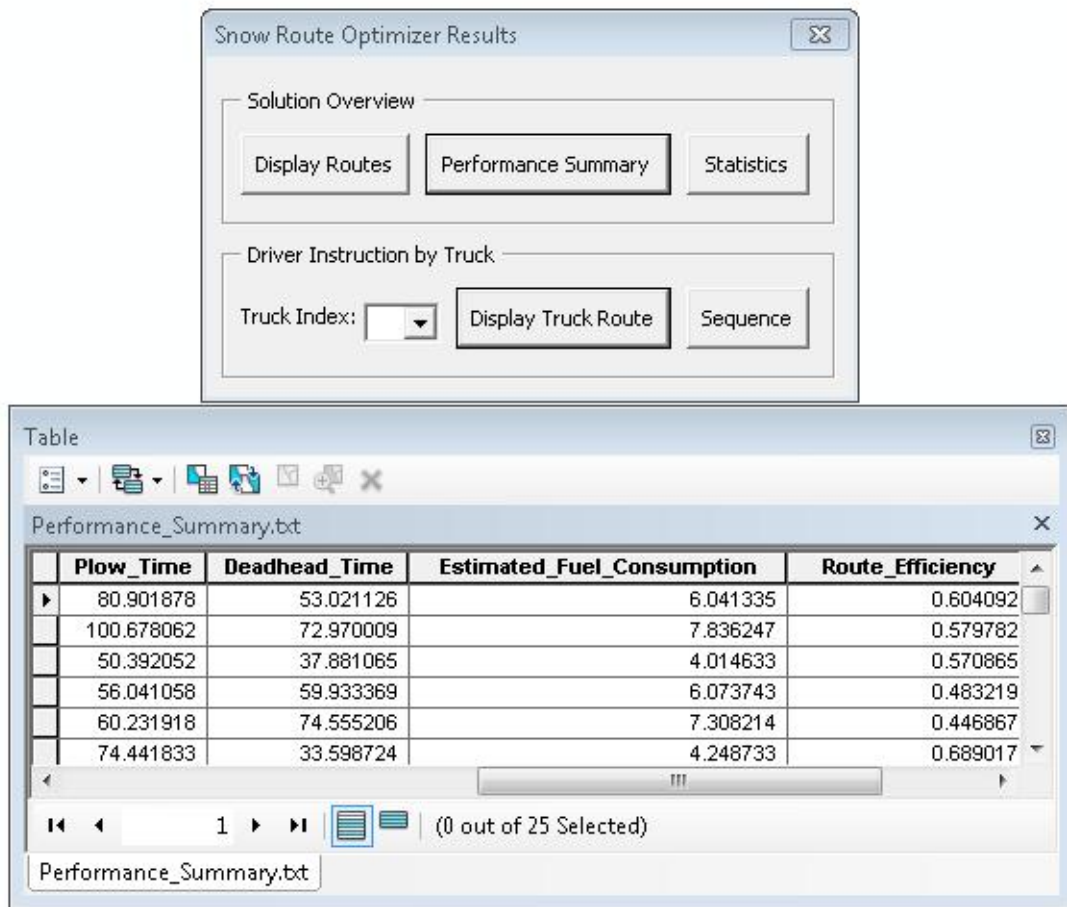 Snow Route Optimizer Results
Solution Overview
Display Routes Performance Summary Statistics
Driver Instruction by Truck
Truck Index: Display Truck Route Sequence
Table
Performance_Summary.txt
Plow_Time Deadhead_Time Estimated_Fuel_Consumption Route_Efficiency
80.901878 53.021126 6.041335 0.604092
100.678062 72.970009 7.836247 0.579782
50.392052 37.881065 4.014633 0.570865
56.041058 59.933369 6.073743 0.483219
60.231918 74.555206 7.308214 0.446867
74.441833 33.598724 4.248733 0.689017
1 (0 out of 25 Selected)
Performance_Summary.txt